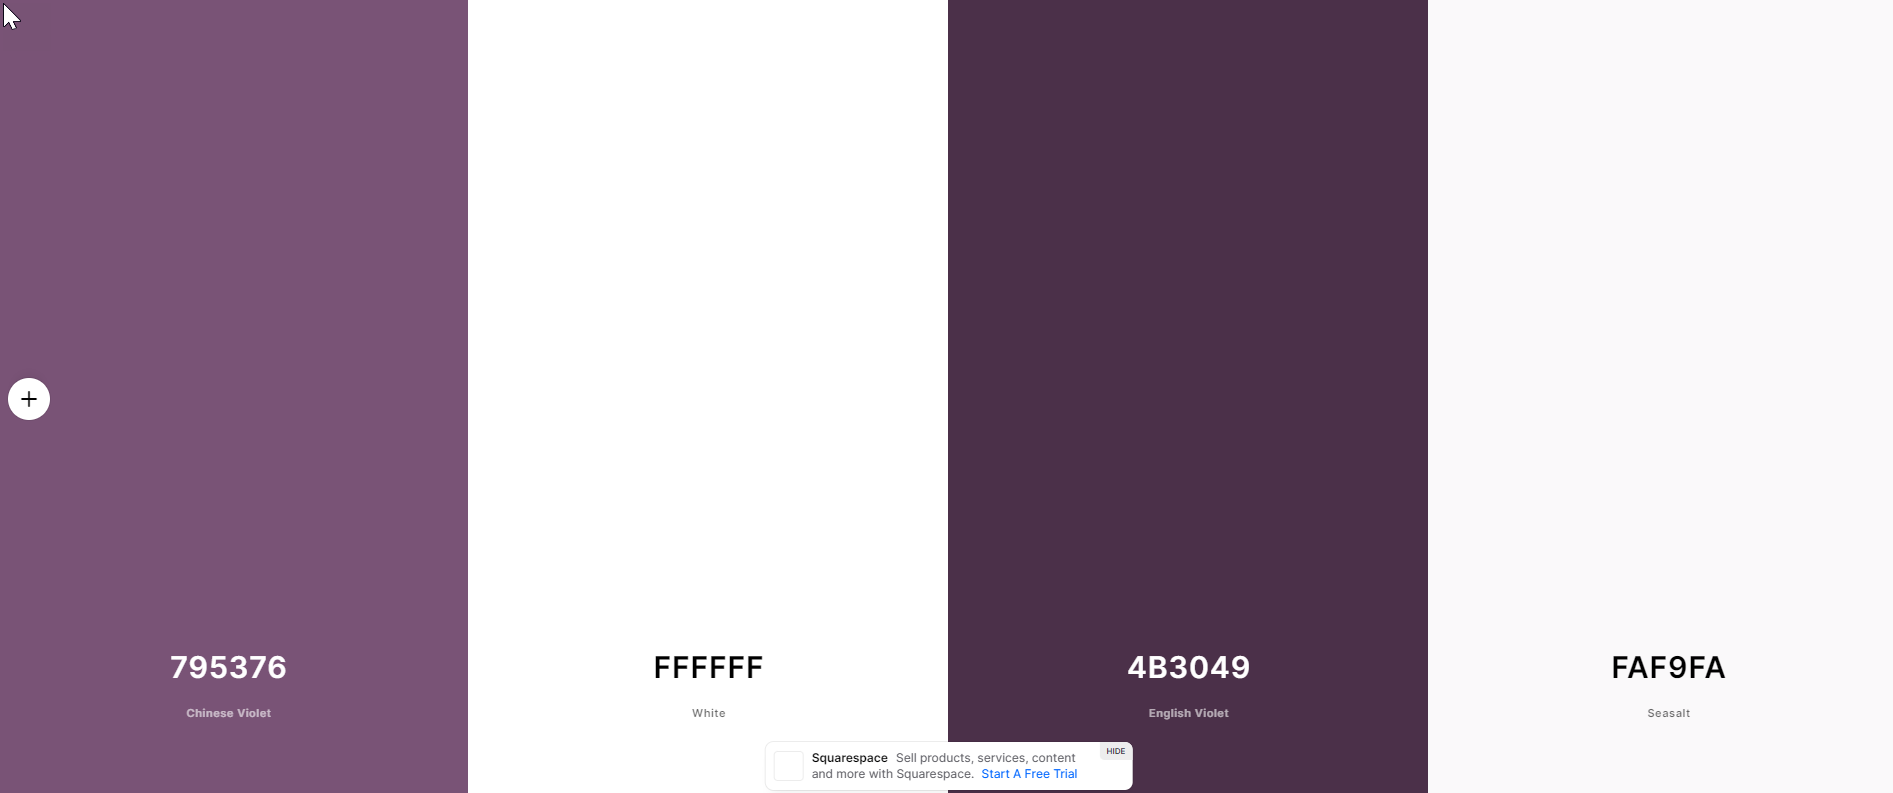 795376
Chinese Violet
FFFFFF
White
4B3049
English Violet
FAF9FA
Seasalt
Squarespace Sell products, services, content
and more with Squarespace. Start A Free Trial
HIDE